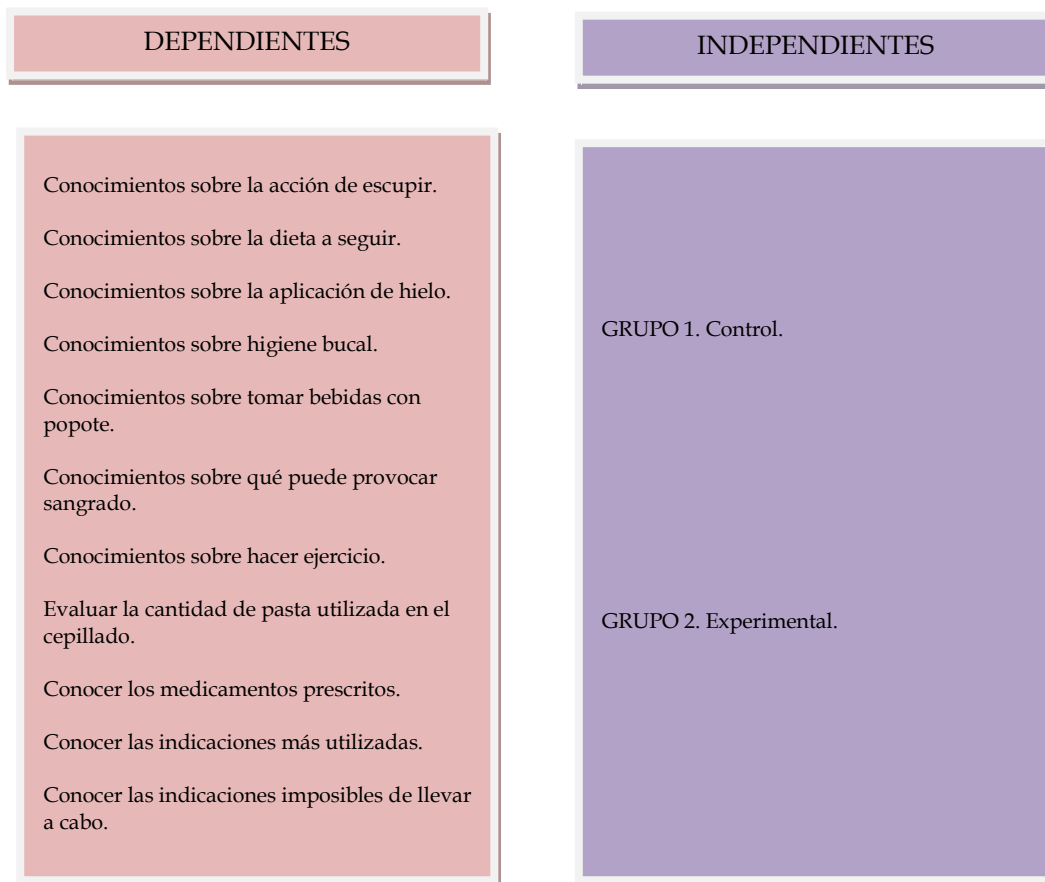 DEPENDIENTES
Conocimientos sobre la acción de escupir.
Conocimientos sobre la dieta a seguir.
Conocimientos sobre la aplicación de hielo.
Conocimientos sobre higiene bucal.
Conocimientos sobre tomar bebidas con
popote.
Conocimientos sobre qué puede provocar
sangrado.
Conocimientos sobre hacer ejercicio.
Evaluar la cantidad de pasta utilizada en el
cepillado.
Conocer los medicamentos prescritos.
Conocer las indicaciones más utilizadas.
Conocer las indicaciones imposibles de llevar
a cabo.
INDEPENDIENTES
GRUPO 1. Control.
GRUPO 2. Experimental.